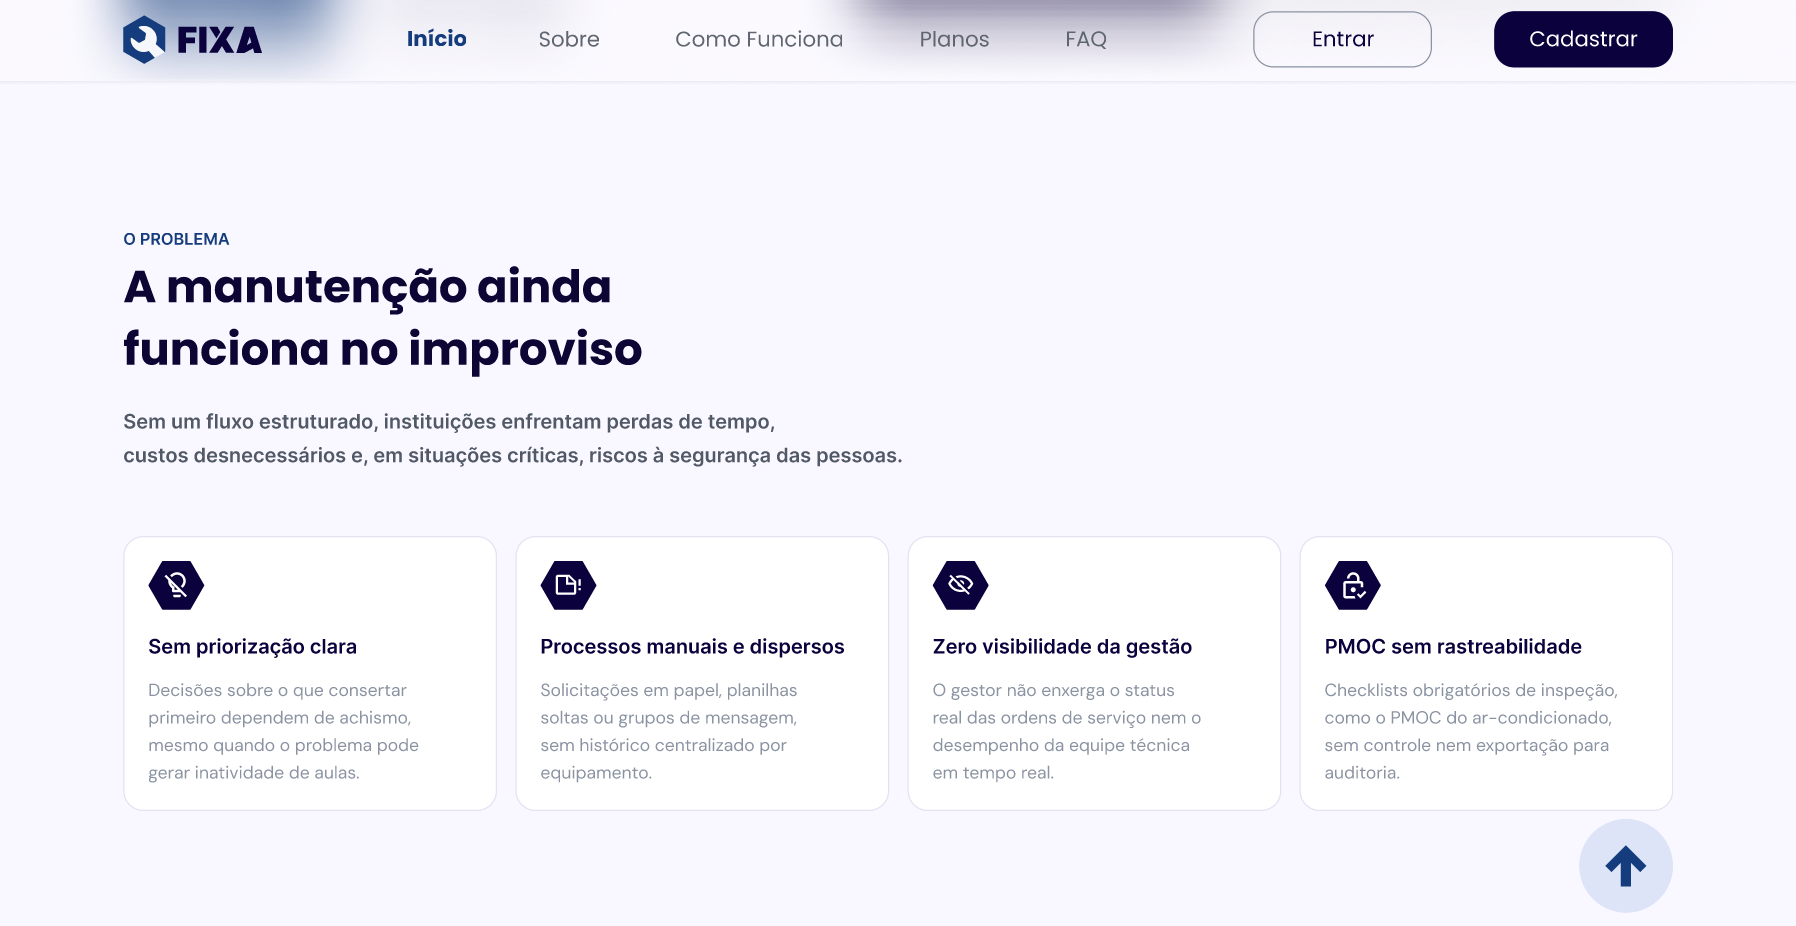 FIXA
Início
Sobre
Como Funciona
Planos
FAQ
Entrar
Cadastrar
O PROBLEMA
A manutenção ainda
funciona no improviso
Sem um fluxo estruturado, instituições enfrentam perdas de tempo,
custos desnecessários e, em situações críticas, riscos à segurança das pessoas.
Sem priorização clara
Decisões sobre o que consertar
primeiro dependem de achismo,
mesmo quando o problema pode
gerar inatividade de aulas.
Processos manuais e dispersos
Solicitações em papel, planilhas
soltas ou grupos de mensagem,
sem histórico centralizado por
equipamento.
Zero visibilidade da gestão
O gestor não enxerga o status
real das ordens de serviço nem o
desempenho da equipe técnica
em tempo real.
PMOC sem rastreabilidade
Checklists obrigatórios de inspeção,
como o PMOC do ar-condicionado,
sem controle nem exportação para
auditoria.